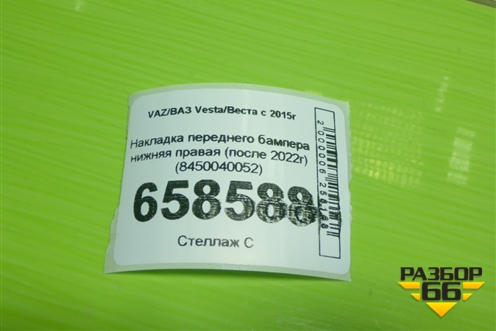 VAZ/ВАЗ Vesta/Веста с 2015г
Накладка переднего бампера
нижняя правая (после 2022г)
(8450040052)
658588
Стеллаж С
РАЗБОР
66